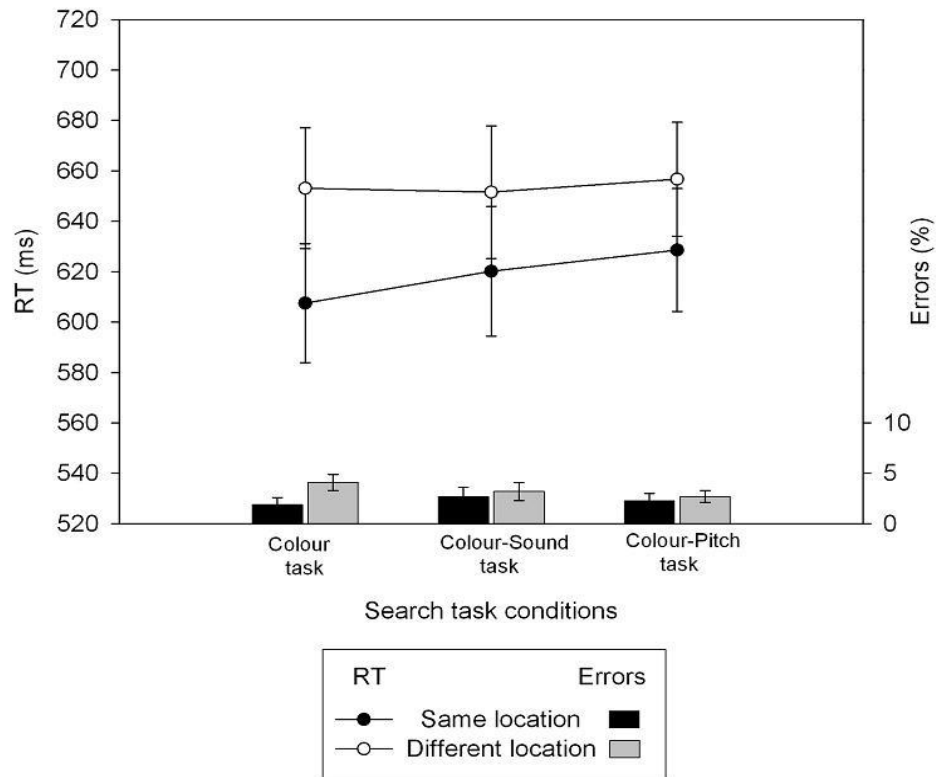 720
700
680
660
640
620
600
580
560
540
520
RT (ms)
10
5
0
Errors (%)
Colour task
Colour-Sound task
Colour-Pitch task
Search task conditions
RT Errors
Same location
Different location